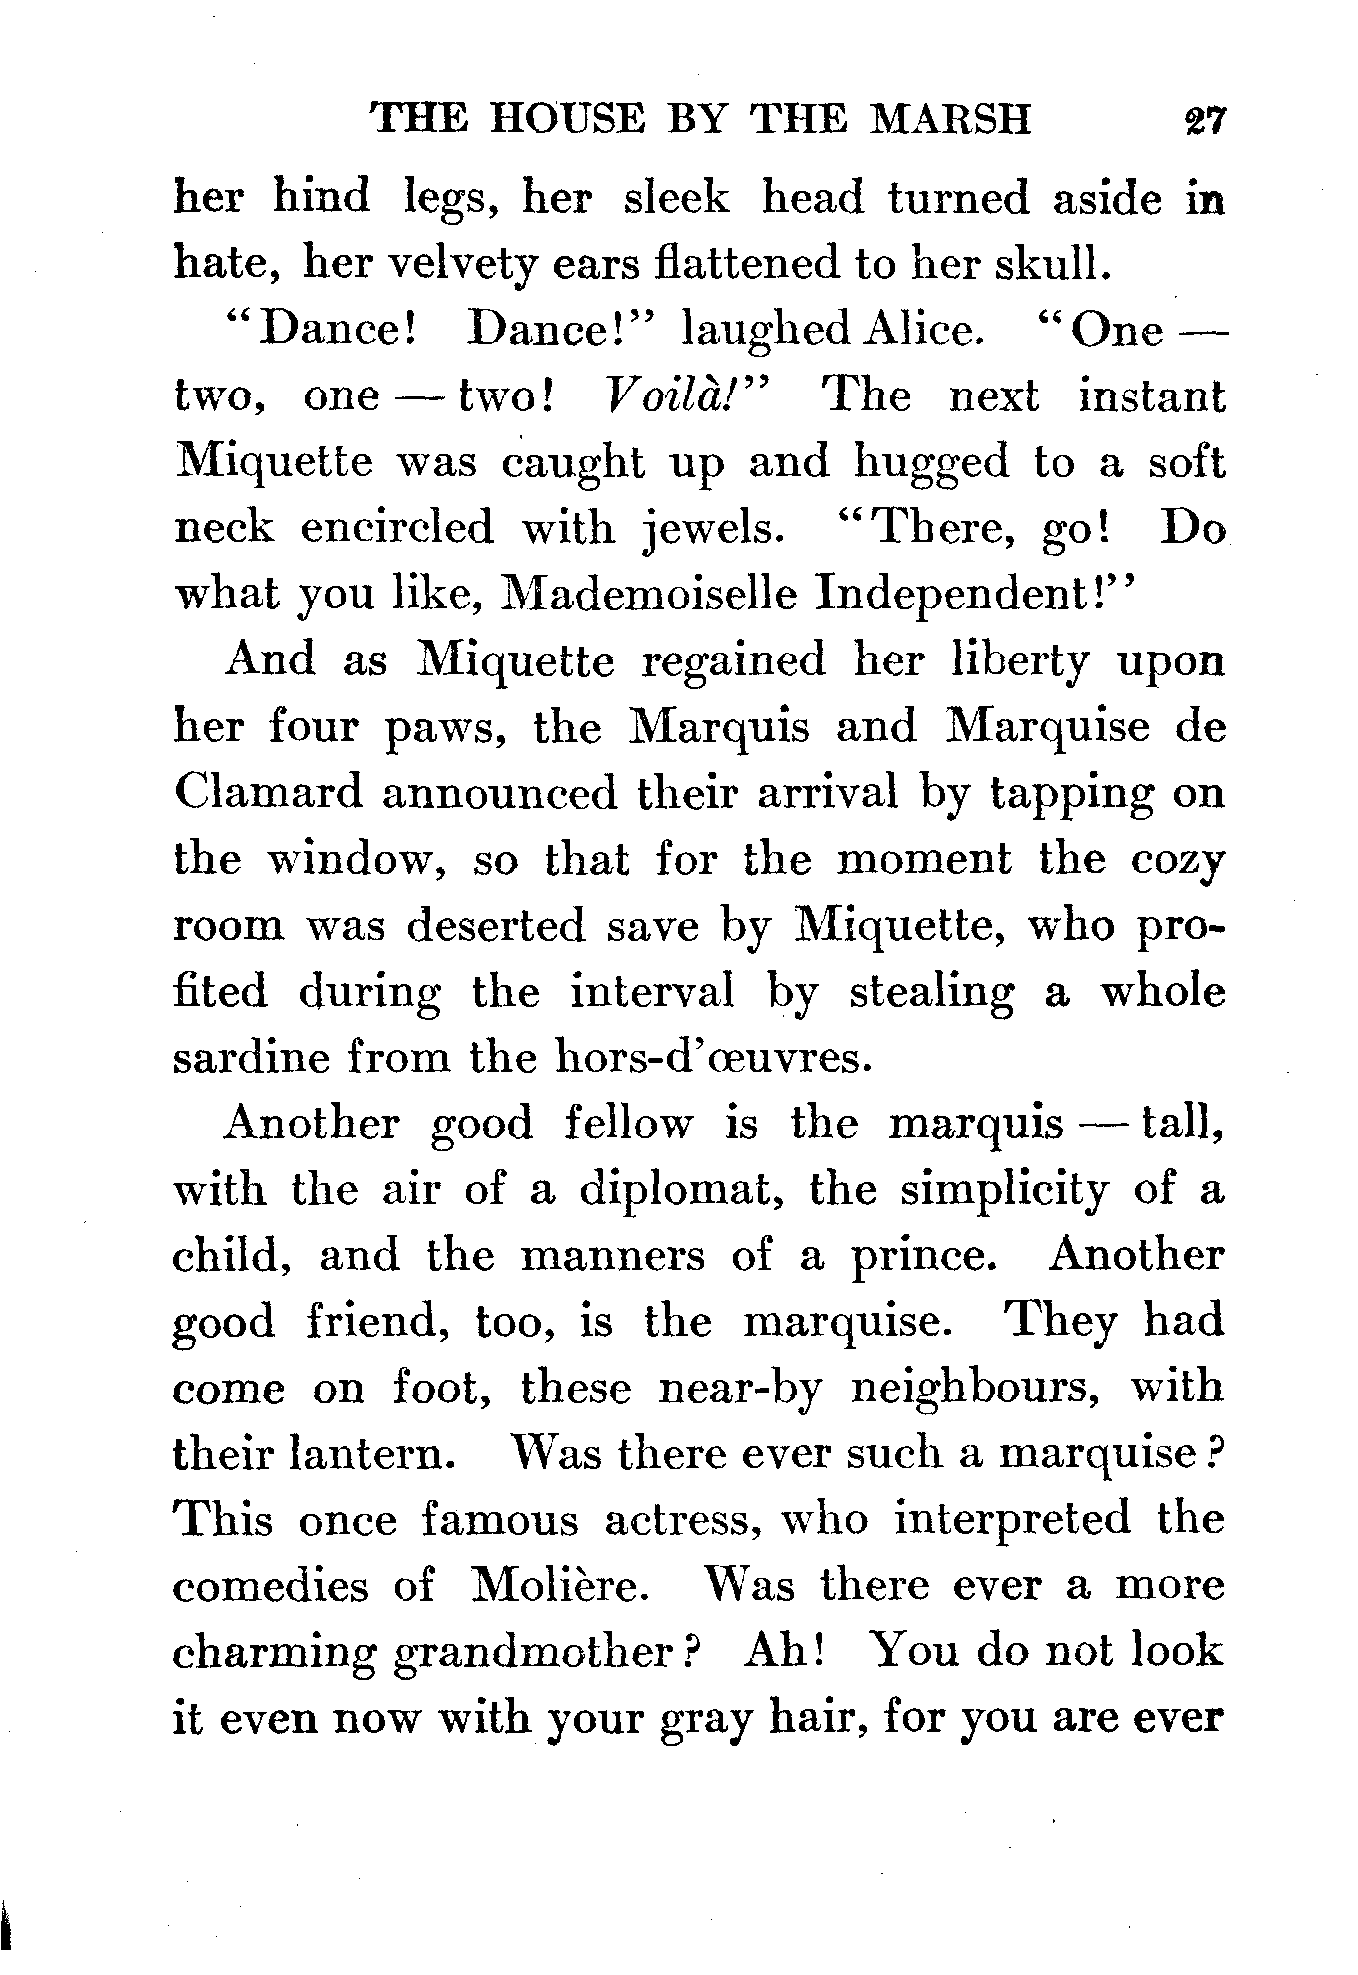 THE HOUSE BY THE MARSH 27
her hind legs, her sleek head turned aside in
hate, her velvety ears flattened to her skull.
“Dance! Dance!” laughed Alice. “One —
two, one — two! Voilà!” The next instant
Miquette was caught up and hugged to a soft
neck encircled with jewels. “There, go! Do
what you like, Mademoiselle Independent!”
And as Miquette regained her liberty upon
her four paws, the Marquis and Marquise de
Clamard announced their arrival by tapping on
the window, so that for the moment the cozy
room was deserted save by Miquette, who pro-
fited during the interval by stealing a whole
sardine from the hors-d’œuvres.
Another good fellow is the marquis — tall,
with the air of a diplomat, the simplicity of a
child, and the manners of a prince. Another
good friend, too, is the marquise. They had
come on foot, these near-by neighbours, with
their lantern. Was there ever such a marquise?
This once famous actress, who interpreted the
comedies of Molière. Was there ever a more
charming grandmother? Ah! You do not look
it even now with your gray hair, for you are ever